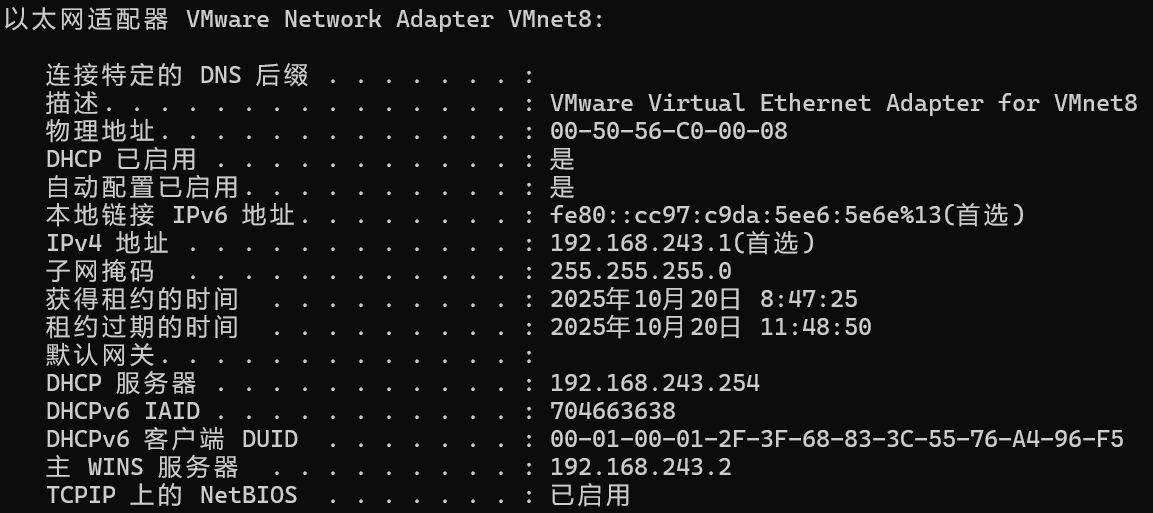 以太网适配器 VMware Network Adapter VMnet8:
连接特定的 DNS 后缀 . . . . . . . :
描述. . . . . . . . . . . . . . . : VMware Virtual Ethernet Adapter for VMnet8
物理地址. . . . . . . . . . . . . : 00-50-56-C0-00-08
DHCP 已启用 . . . . . . . . . . . : 是
自动配置已启用. . . . . . . . . . : 是
本地链接 IPv6 地址. . . . . . . . : fe80::cc97:c9da:5ee6:5e6e%13(首选)
IPv4 地址 . . . . . . . . . . . . : 192.168.243.1(首选)
子网掩码  . . . . . . . . . . . . : 255.255.255.0
获得租约的时间  . . . . . . . . . : 2025年10月20日 8:47:25
租约过期的时间  . . . . . . . . . : 2025年10月20日 11:48:50
默认网关. . . . . . . . . . . . . :
DHCP 服务器 . . . . . . . . . . . : 192.168.243.254
DHCPv6 IAID . . . . . . . . . . . : 704663638
DHCPv6 客户端 DUID  . . . . . . . : 00-01-00-01-2F-3F-68-83-3C-55-76-A4-96-F5
主 WINS 服务器  . . . . . . . . . : 192.168.243.2
TCPIP 上的 NetBIOS  . . . . . . . : 已启用